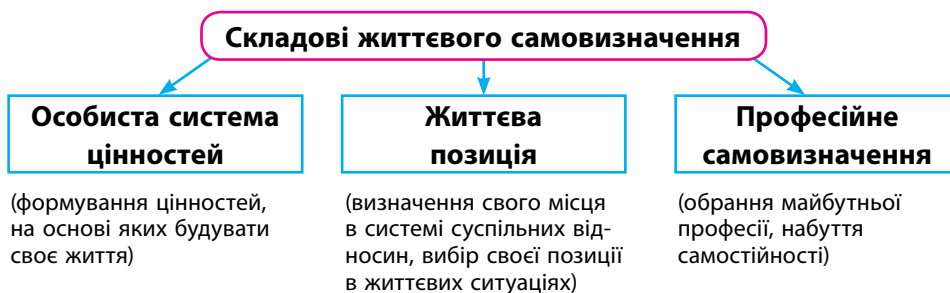 Складові життєвого самовизначення
Особиста система
цінностей
(формування цінностей,
на основі яких будувати
своє життя)
Життєва
позиція
(визначення свого місця
в системі суспільних від-
носин, вибір своєї позиції
в життєвих ситуаціях)
Професійне
самовизначення
(обрання майбутньої
професії, набуття
самостійності)